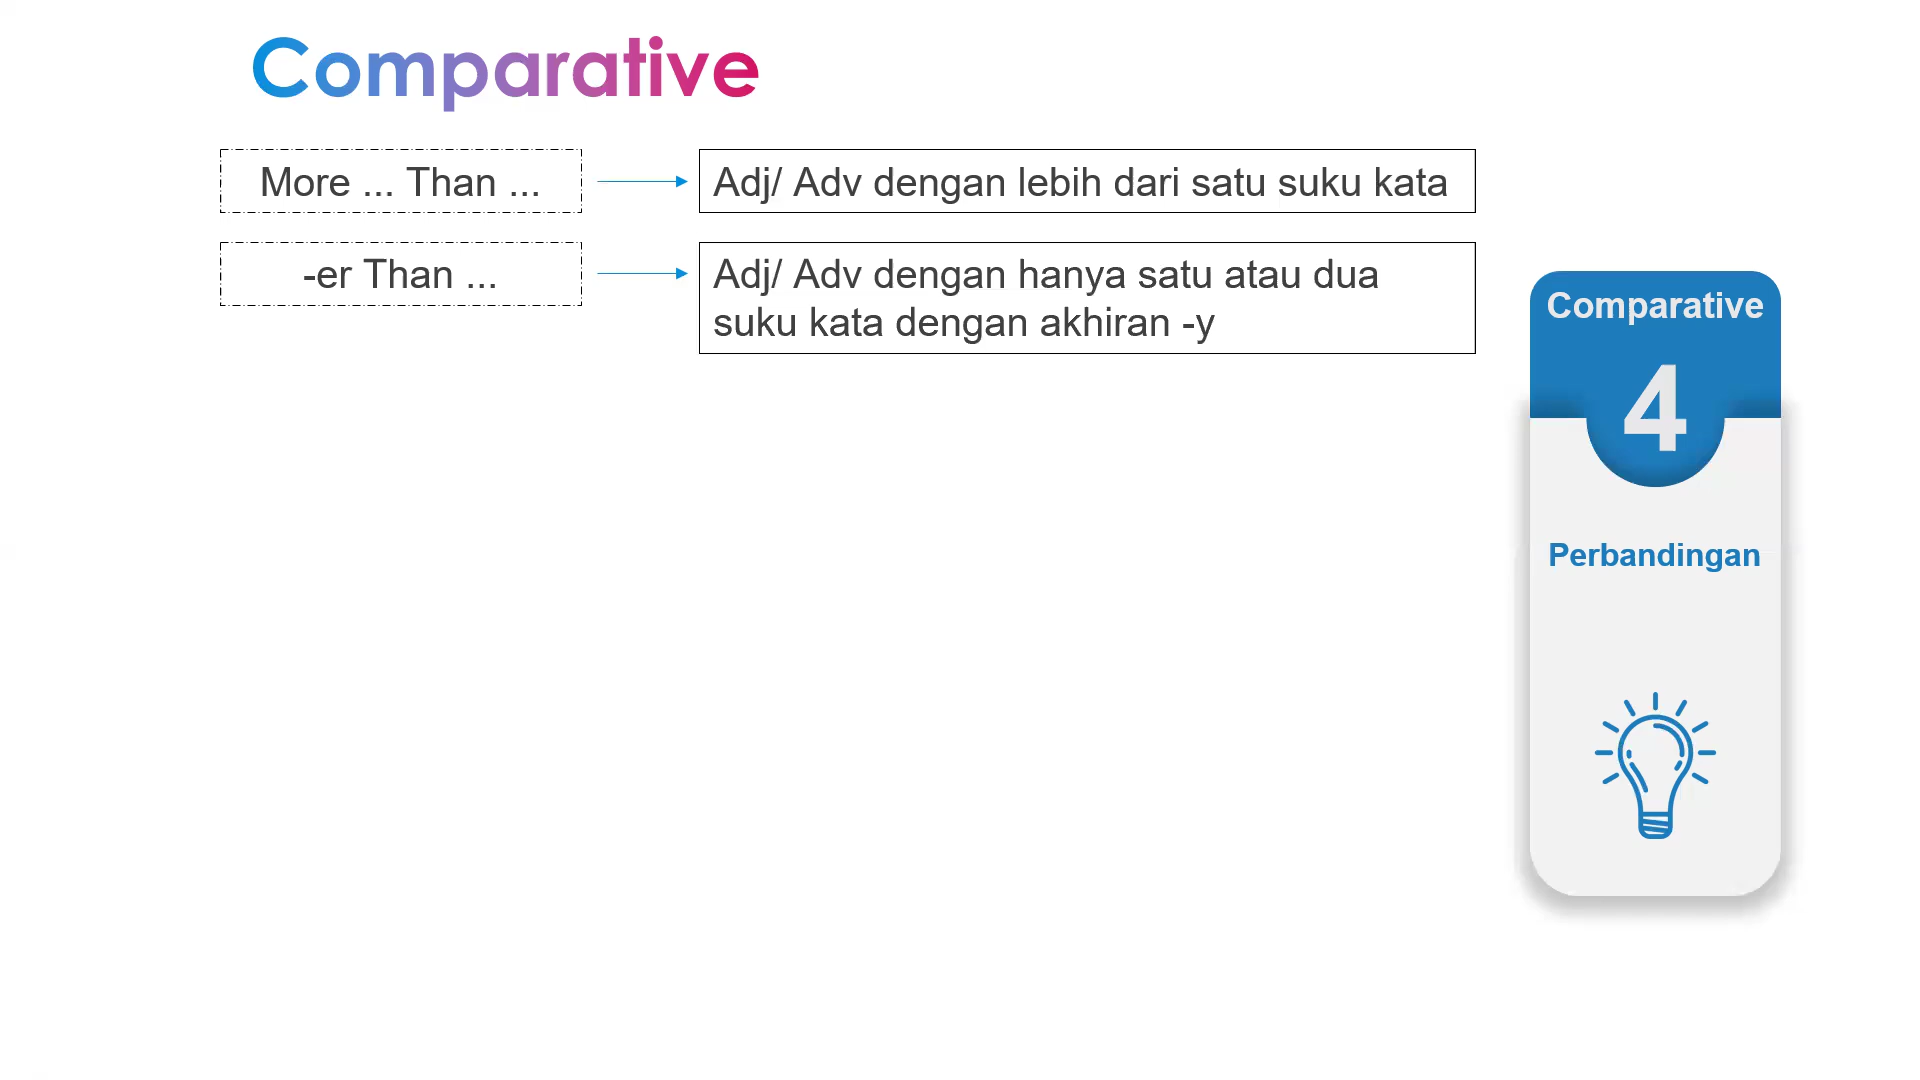 Comparative
More ... Than ...
Adj/ Adv dengan lebih dari satu suku kata
-er Than ...
Adj/ Adv dengan hanya satu atau dua
suku kata dengan akhiran -y
Comparative
4
Perbandingan